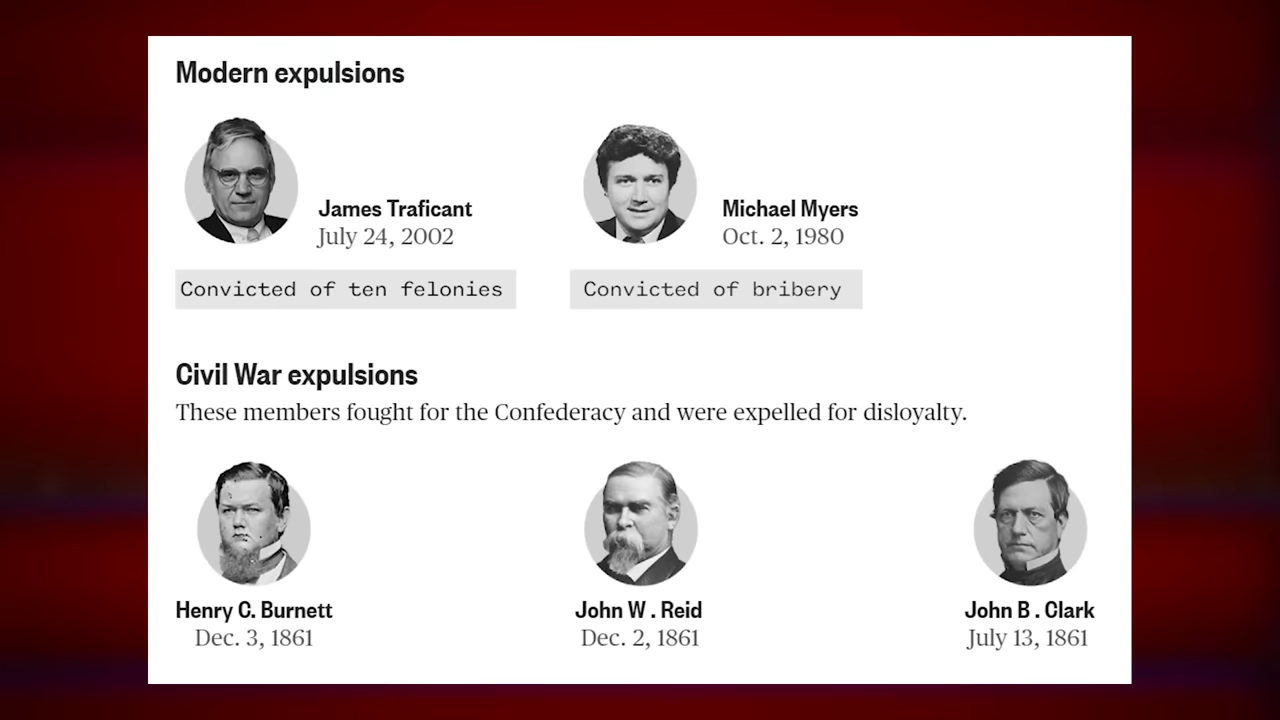 Modern expulsions
James Traficant
July 24, 2002
Convicted of ten felonies
Michael Myers
Oct. 2, 1980
Convicted of bribery
Civil War expulsions
These members fought for the Confederacy and were expelled for disloyalty.
Henry C. Burnett
Dec. 3, 1861
John W . Reid
Dec. 2, 1861
John B . Clark
July 13, 1861